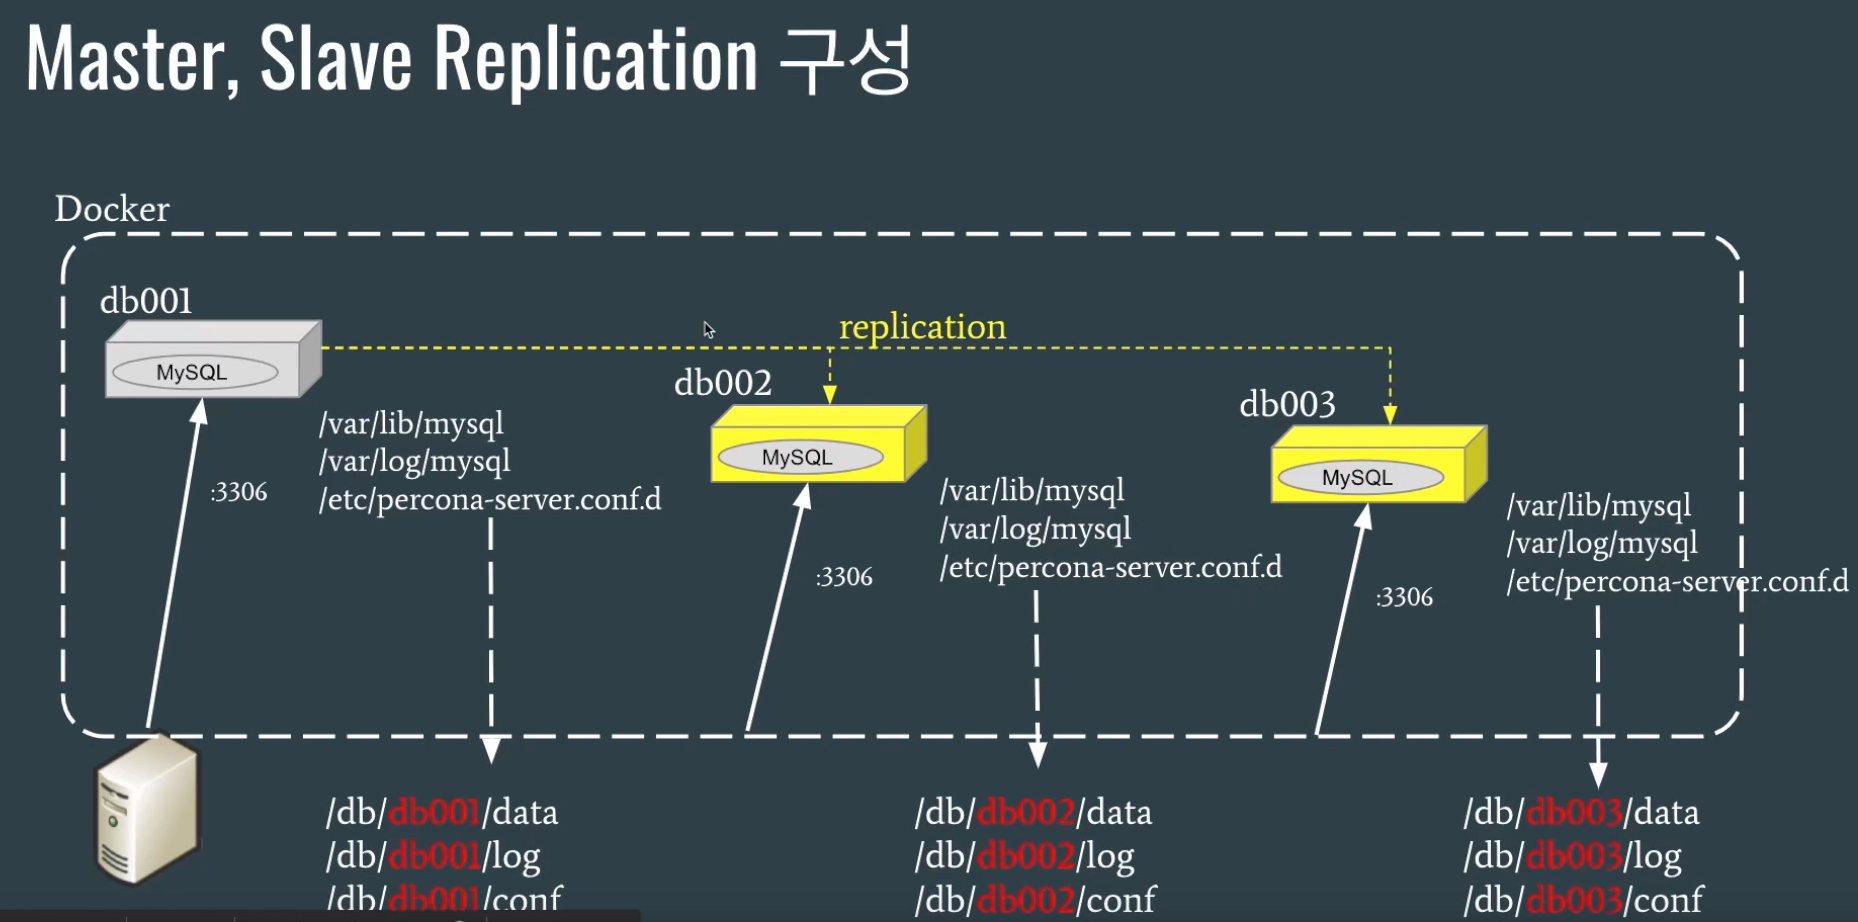 Master, Slave Replication 구성
Docker
db001
MySQL
:3306
/var/lib/mysql
/var/log/mysql
/etc/percona-server.conf.d
replication
db002
MySQL
:3306
/var/lib/mysql
/var/log/mysql
/etc/percona-server.conf.d
db003
MySQL
:3306
/var/lib/mysql
/var/log/mysql
/etc/percona-server.conf.d
/db/db001/data
/db/db001/log
/db/db001/conf
/db/db002/data
/db/db002/log
/db/db002/conf
/db/db003/data
/db/db003/log
/db/db003/conf